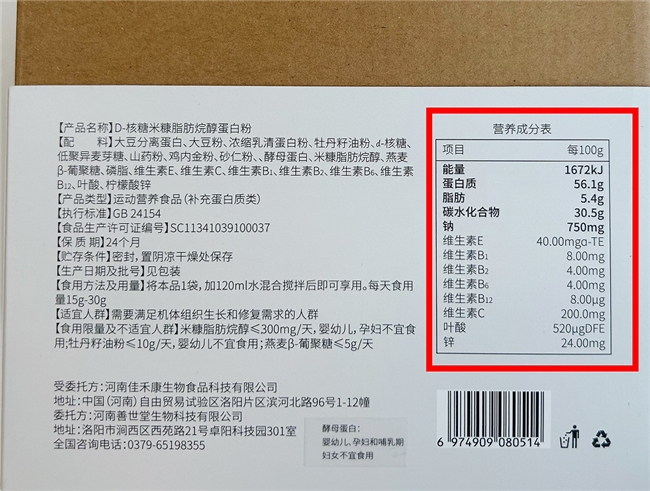 【产品名称】D-核糖米糠脂肪烷醇蛋白粉
【配 料】大豆分离蛋白、大豆粉、浓缩乳清蛋白粉、牡丹籽油粉、d-核糖、
低聚异麦芽糖、山药粉、鸡内金粉、砂仁粉、、酵母蛋白、米糠脂肪烷醇、燕麦
β-葡聚糖、磷脂、维生素E、维生素C、维生素B₁、维生素B₂、维生素B₆、维生素
B₁₂、叶酸、柠檬酸锌
【产品类型】运动营养食品（补充蛋白质类）
【执行标准】GB 24154
【食品生产许可证编号】SC11341039100037
【保 质 期】24个月
【贮存条件】密封，置阴凉干燥处保存
【生产日期及批号】见包装
【食用方法及用量】将本品1袋，加120ml水混合搅拌后即可享用。每天食用
量15g-30g
【适宜人群】需要满足机体组织生长和修复需求的人群
【食用限量及不适宜人群】米糠脂肪烷醇≤300mg/天，婴幼儿，孕妇不宜食
用;牡丹籽油粉≤10g/天，婴幼儿不宜食用;燕麦β-葡聚糖≤5g/天
受委托方：河南佳禾康生物食品科技有限公司
地址：中国（河南）自由贸易试验区洛阳片区滨河北路96号1幢
委托方：河南善世堂生物科技有限公司
地址：洛阳市涧西区西苑路21号卓阳科技园301室
全国咨询电话：0379-65198355
酵母蛋白：
婴幼儿、孕妇和哺乳期
妇女不宜食用
营养成分表
项目 每100g
能量 1672kJ
蛋白质 56.1g
脂肪 5.4g
碳水化合物 30.5g
钠 750mg
维生素E 40.00mgα-TE
维生素B₁ 8.00mg
维生素B₂ 4.00mg
维生素B₆ 4.00mg
维生素B₁₂ 8.00μg
维生素C 200.0mg
叶酸 520μgDFE
锌 24.00mg
6 974909 080514